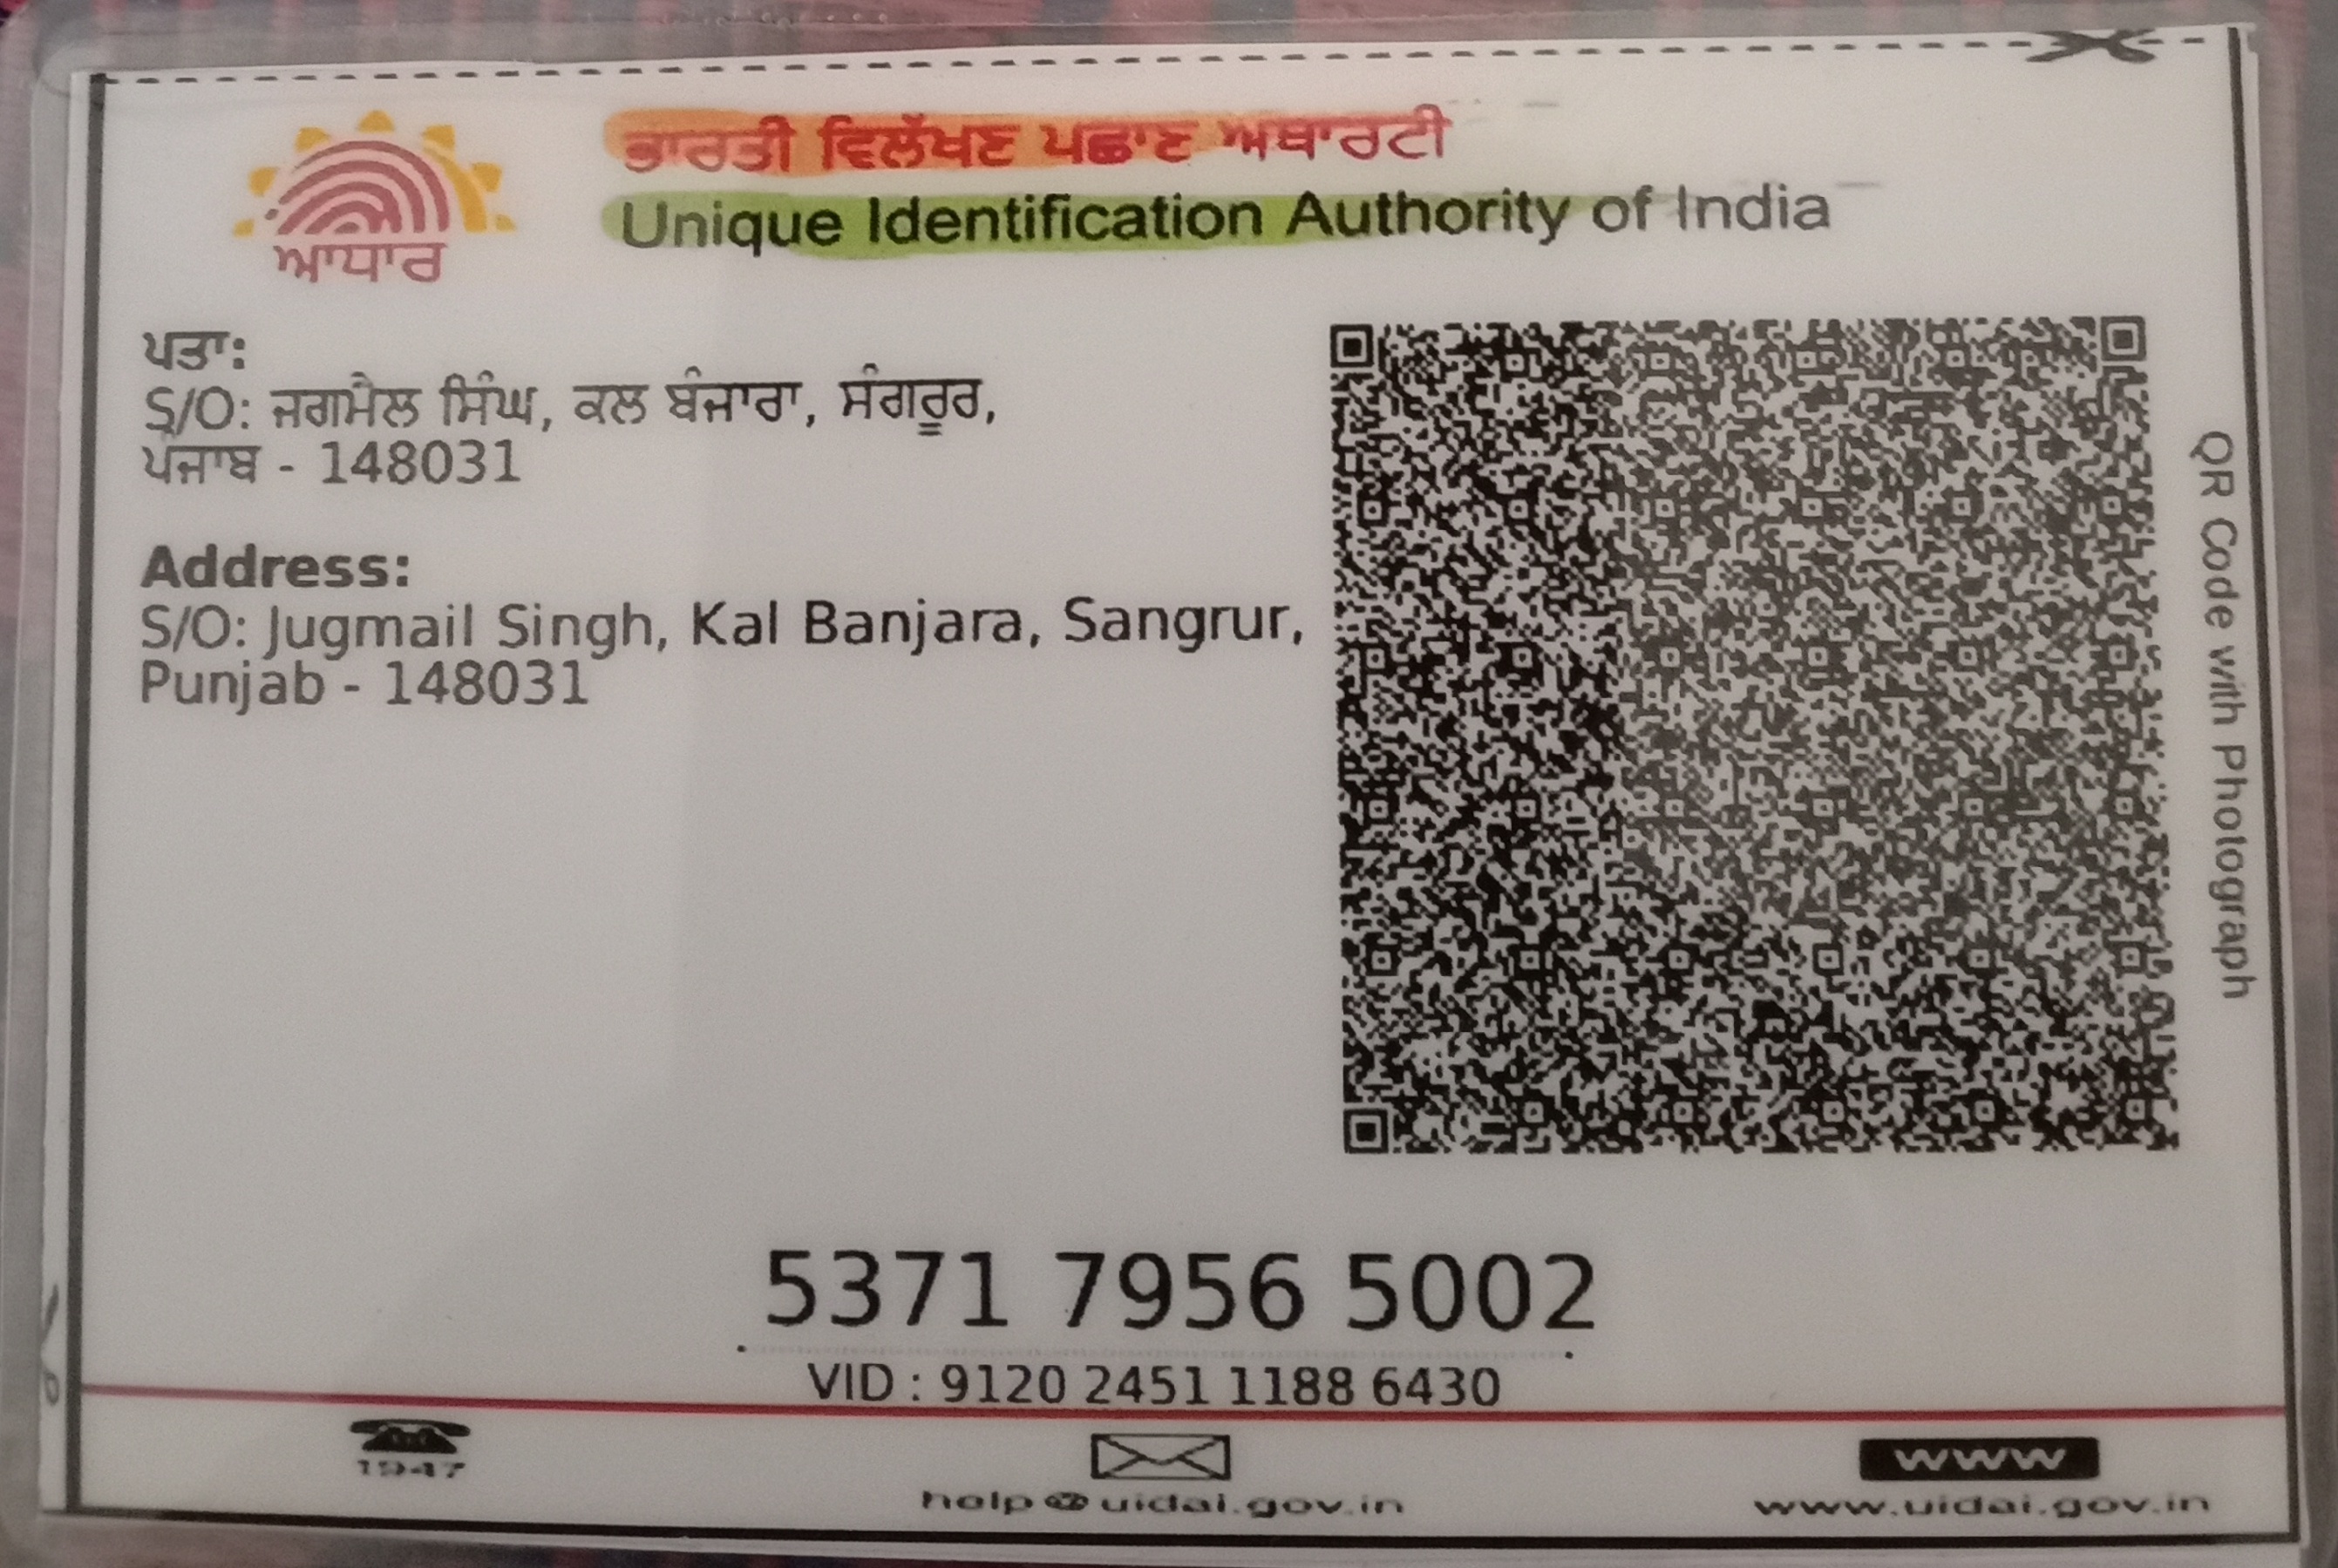 ਆਧਾਰ
ਭਾਰਤੀ ਵਿਲੱਖਣ ਪਛਾਣ ਅਥਾਰਟੀ
Unique Identification Authority of India
ਪਤਾ:
S/O: ਜਗਮੈਲ ਸਿੰਘ, ਕਲ ਬੰਜਾਰਾ, ਸੰਗਰੂਰ,
ਪੰਜਾਬ - 148031
Address:
S/O: Jugmail Singh, Kal Banjara, Sangrur,
Punjab - 148031
QR Code with Photograph
5371 7956 5002
VID : 9120 2451 1188 6430
1947
help@uidai.gov.in
www
www.uidai.gov.in